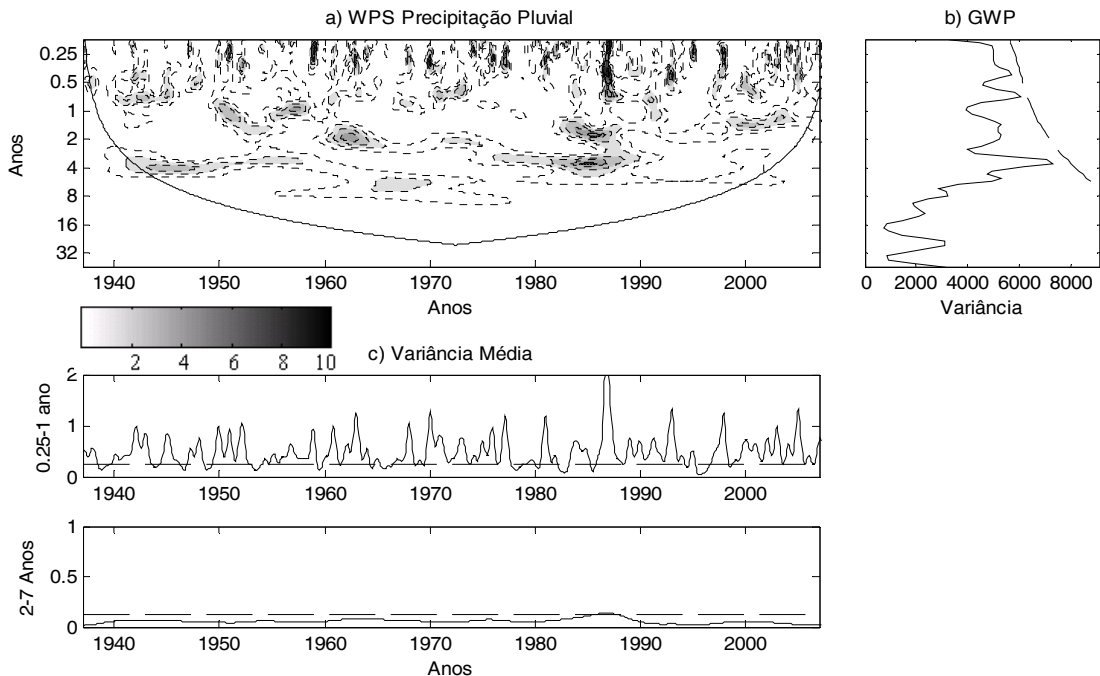 a) WPS Precipitação Pluvial
b) GWP
Anos
0.25
0.5
1
2
4
8
16
32
1940 1950 1960 1970 1980 1990 2000
Anos
0 2000 4000 6000 8000
Variância
2 4 6 8 10
c) Variância Média
0.25-1 ano
2
1
0
1940 1950 1960 1970 1980 1990 2000
2-7 Anos
1
0.5
0
1940 1950 1960 1970 1980 1990 2000
Anos